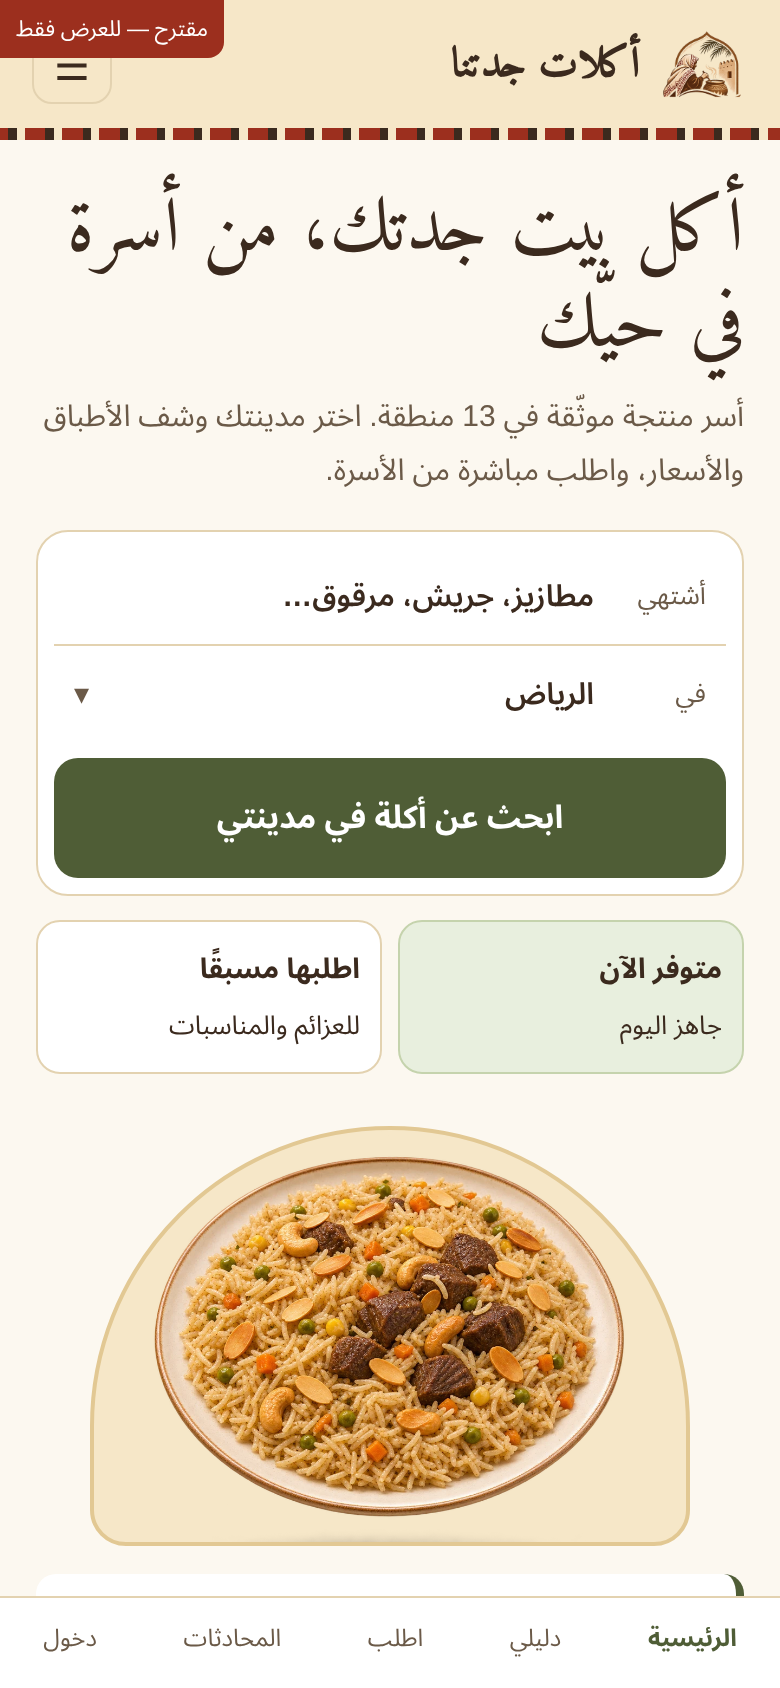 مقترح — للعرض فقط
أكلات جدتنا
أكل بيت جدتك، من أسرة
في حيّك
أسر منتجة موثّقة في 13 منطقة. اختر مدينتك وشف الأطباق
والأسعار، واطلب مباشرة من الأسرة.
أشتهي مطازيز، جريش، مرقوق...
في الرياض
ابحث عن أكلة في مدينتي
متوفر الآن
جاهز اليوم
اطلبها مسبقًا
للعزائم والمناسبات
الرئيسية دليلي اطلب المحادثات دخول